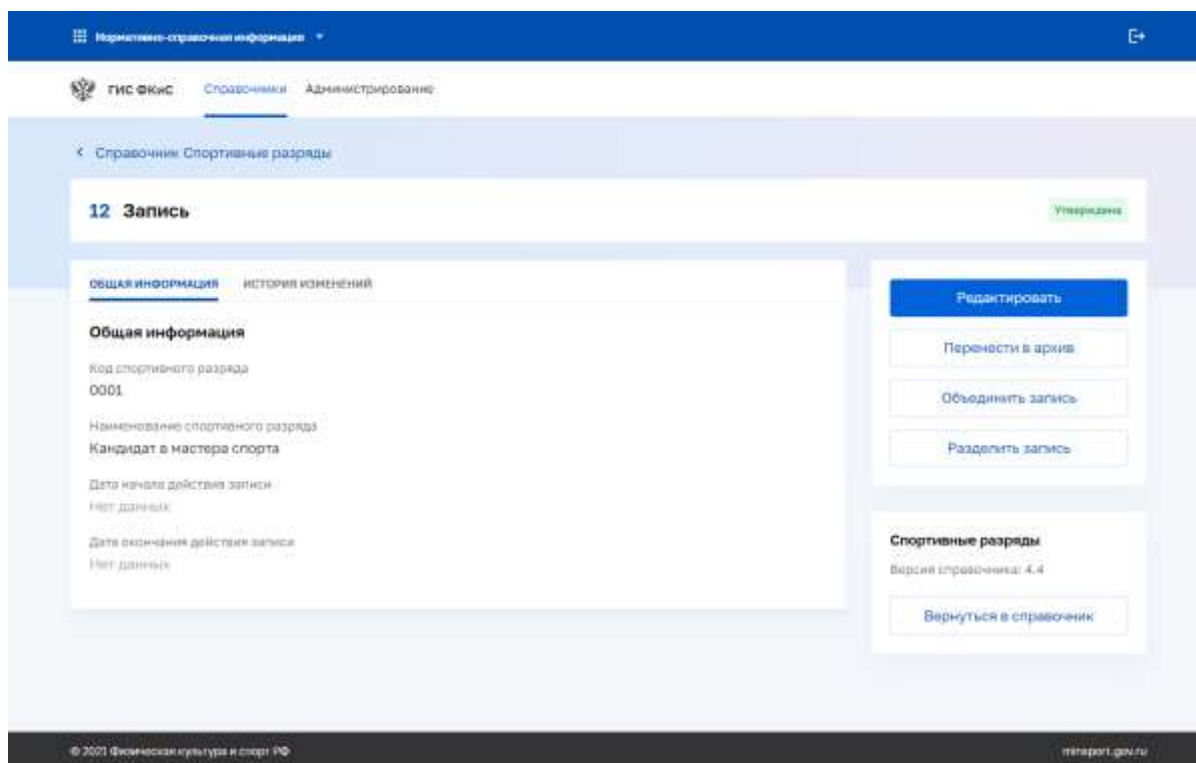 Нормативно-справочная информация
ГИС ФКиС Справочники Администрирование
Справочник Спортивные разряды
12 Запись Утверждена
ОБЩАЯ ИНФОРМАЦИЯ ИСТОРИЯ ИЗМЕНЕНИЙ
Общая информация
Код спортивного разряда
0001
Наименование спортивного разряда
Кандидат в мастера спорта
Дата начала действия записи
Нет данных
Дата окончания действия записи
Нет данных
Редактировать
Перенести в архив
Объединить запись
Разделить запись
Спортивные разряды
Версия справочника: 4.4
Вернуться в справочник
© 2021 Физическая культура и спорт РФ minsport.gov.ru